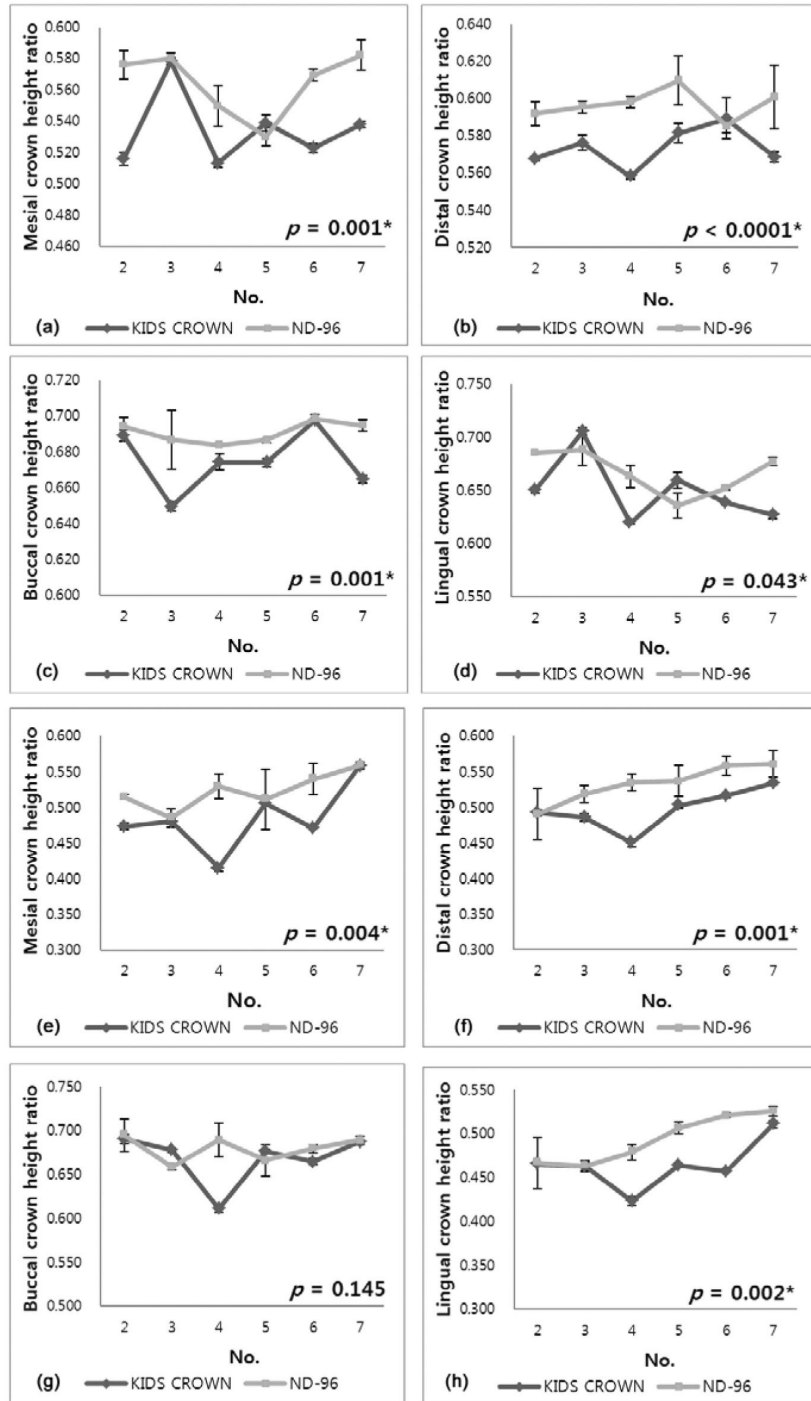 Mesial crown height ratio
0.600
0.580
0.560
0.540
0.520
0.500
0.480
0.460
p = 0.001*
2 3 4 5 6 7
No.
(a) KIDS CROWN ND-96
Distal crown height ratio
0.640
0.620
0.600
0.580
0.560
0.540
0.520
p < 0.0001*
2 3 4 5 6 7
No.
(b) KIDS CROWN ND-96
Buccal crown height ratio
0.720
0.700
0.680
0.660
0.640
0.620
0.600
p = 0.001*
2 3 4 5 6 7
No.
(c) KIDS CROWN ND-96
Lingual crown height ratio
0.750
0.700
0.650
0.600
0.550
p = 0.043*
2 3 4 5 6 7
No.
(d) KIDS CROWN ND-96
Mesial crown height ratio
0.600
0.550
0.500
0.450
0.400
0.350
0.300
p = 0.004*
2 3 4 5 6 7
No.
(e) KIDS CROWN ND-96
Distal crown height ratio
0.600
0.550
0.500
0.450
0.400
0.350
0.300
p = 0.001*
2 3 4 5 6 7
No.
(f) KIDS CROWN ND-96
Buccal crown height ratio
0.750
0.700
0.650
0.600
0.550
0.500
p = 0.145
2 3 4 5 6 7
No.
(g) KIDS CROWN ND-96
Lingual crown height ratio
0.550
0.500
0.450
0.400
0.350
0.300
p = 0.002*
2 3 4 5 6 7
No.
(h) KIDS CROWN ND-96